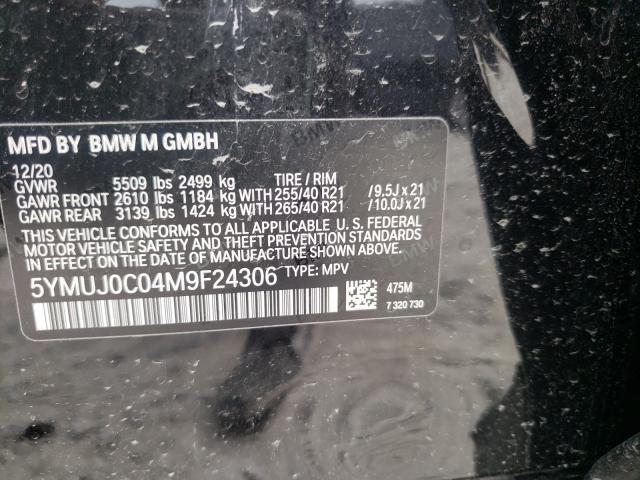 MFD BY BMW M GMBH
12/20
GVWR 5509 lbs 2499 kg TIRE / RIM
GAWR FRONT 2610 lbs 1184 kg WITH 255/40 R21 /9.5J x 21
GAWR REAR 3139 lbs 1424 kg WITH 265/40 R21 /10.0J x 21
THIS VEHICLE CONFORMS TO ALL APPLICABLE U. S. FEDERAL
MOTOR VEHICLE SAFETY AND THEFT PREVENTION STANDARDS
IN EFFECT ON THE DATE OF MANUFACTURE SHOWN ABOVE.
5YMUJ0C04M9F24306 TYPE: MPV
475M
7 320 730